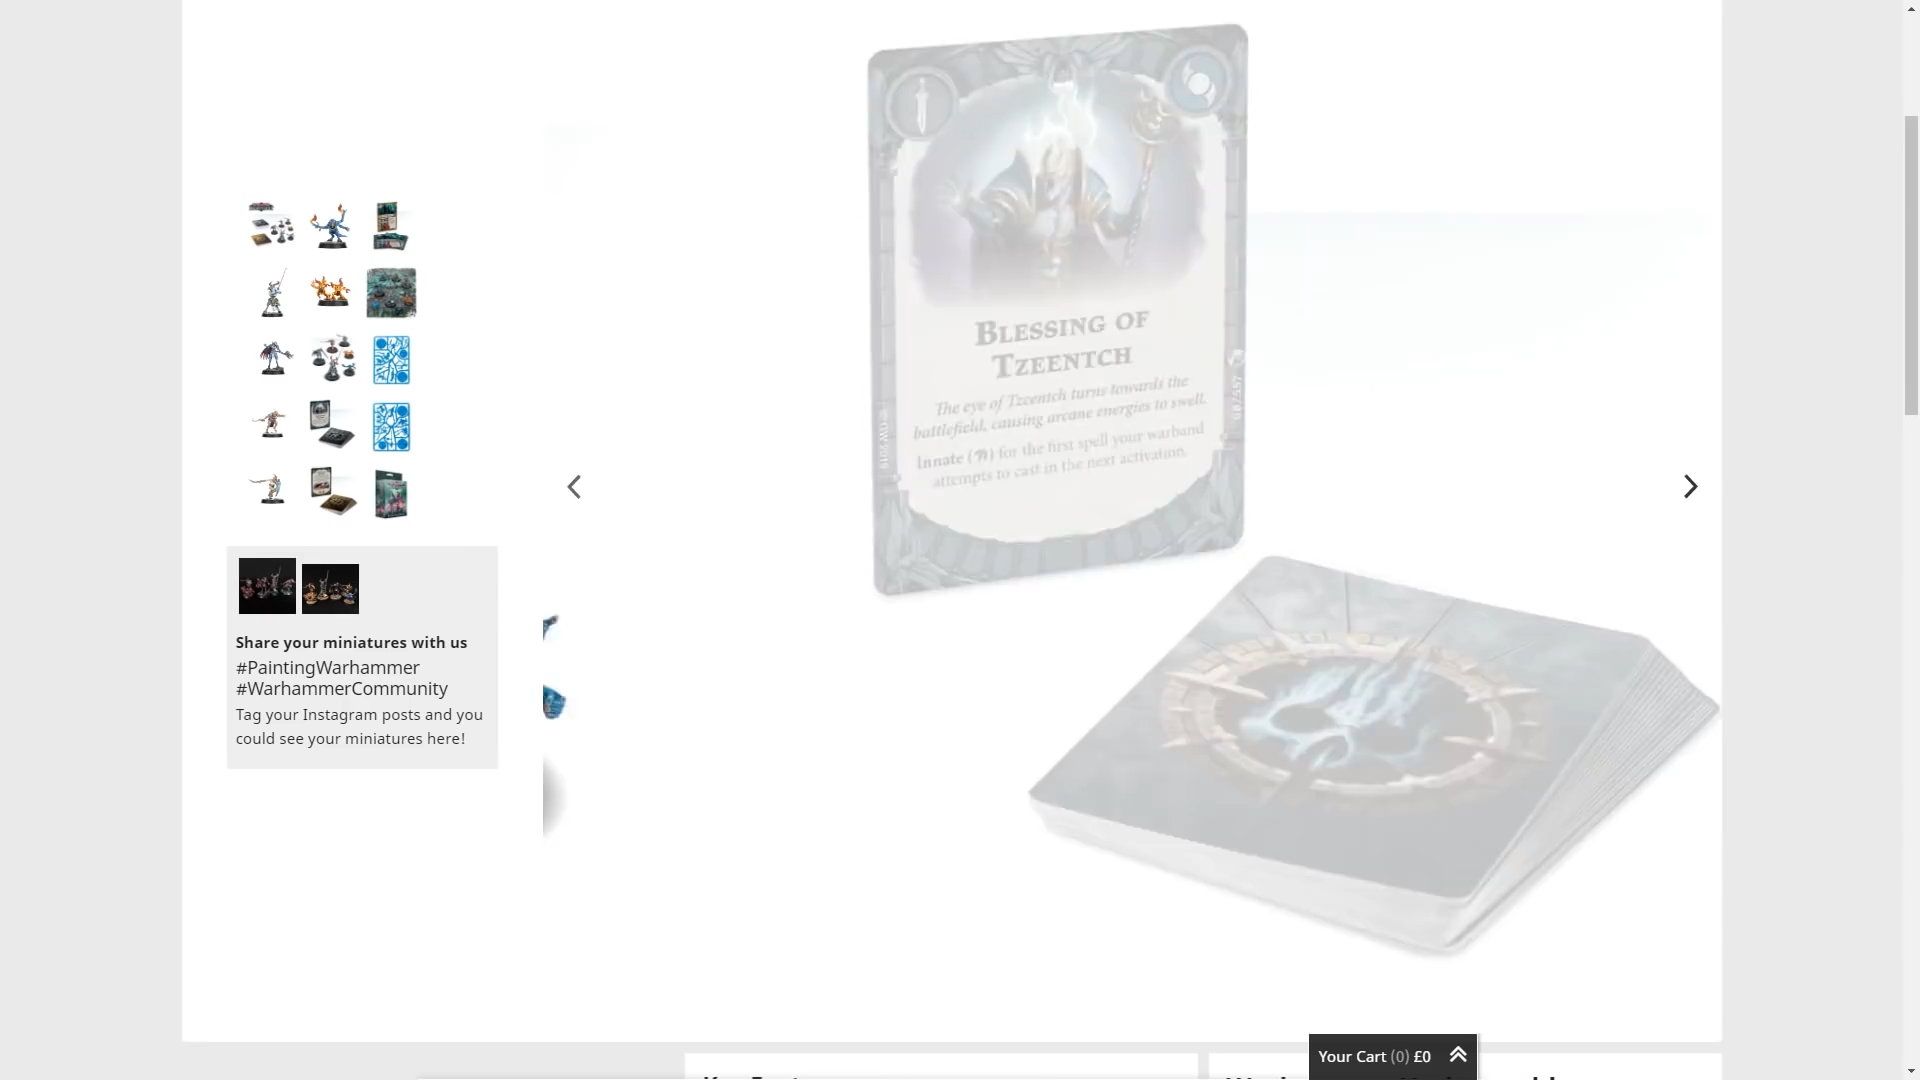 BLESSING OF
TZEENTCH
The eye of Tzeentch turns towards the
battlefield, causing arcane energies to swell.
Innate () for the first spell your warband
attempts to cast in the next activation.
©GW 2019
Share your miniatures with us
#PaintingWarhammer
#WarhammerCommunity
Tag your Instagram posts and you
could see your miniatures here!
Your Cart (0) £0